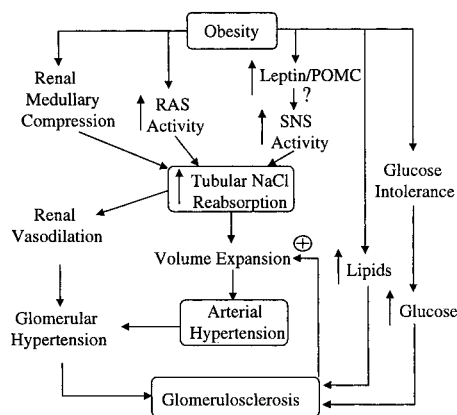 Obesity
Renal
Medullary
Compression
RAS
Activity
Leptin/POMC
?
SNS
Activity
Glucose
Intolerance
Tubular NaCl
Reabsorption
Renal
Vasodilation
Volume Expansion
+
Lipids
Glucose
Glomerular
Hypertension
Arterial
Hypertension
Glomerulosclerosis